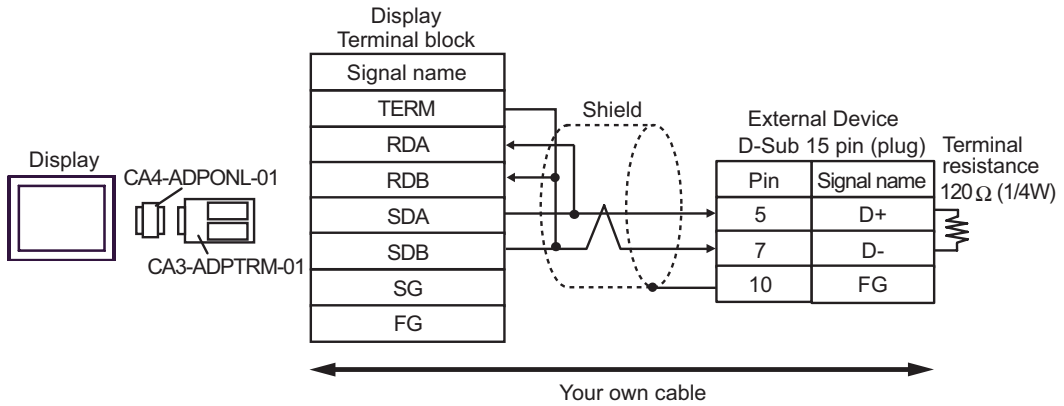 Display
Terminal block
Signal name
TERM
RDA
RDB
SDA
SDB
SG
FG
Shield
External Device
D-Sub 15 pin (plug)
Pin
Signal name
5
D+
7
D-
10
FG
Terminal
resistance
120Ω (1/4W)
Display
CA4-ADPONL-01
CA3-ADPTRM-01
Your own cable